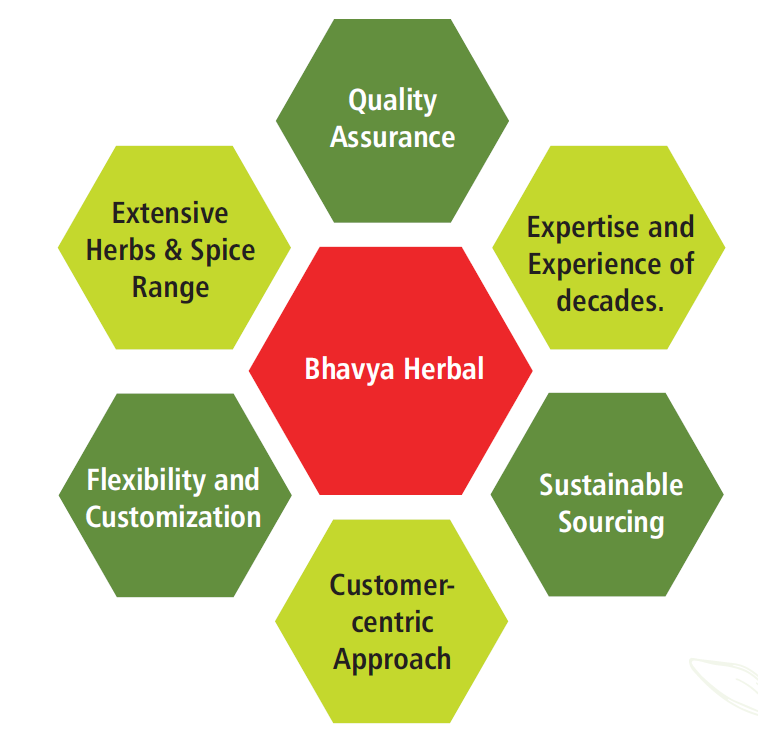 Quality
Assurance
Extensive
Herbs & Spice
Range
Expertise and
Experience of
decades.
Bhavya Herbal
Flexibility and
Customization
Sustainable
Sourcing
Customer-
centric
Approach